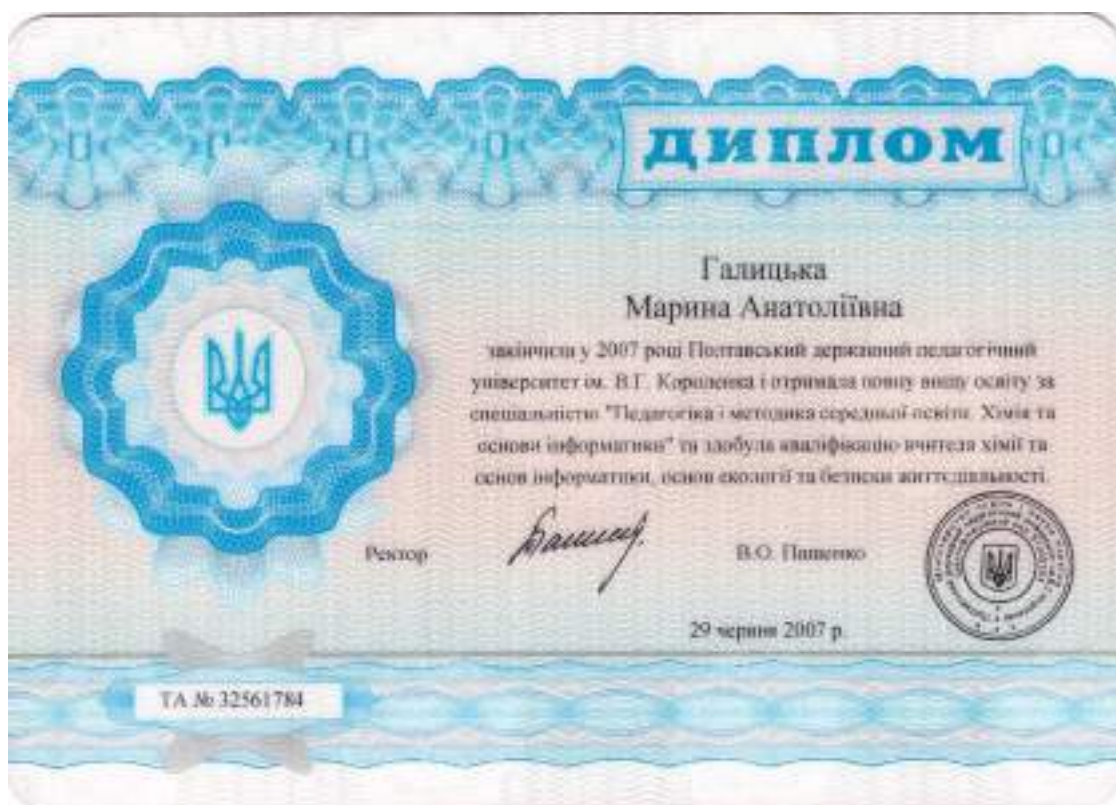 ДИПЛОМ
Галицька
Марина Анатоліївна
закінчила у 2007 році Полтавський державний педагогічний
університет ім. В.Г. Короленка і отримала повну вищу освіту за
спеціальністю "Педагогіка і методика середньої освіти. Хімія та
основи інформатики" та здобула кваліфікацію вчителя хімії та
основ інформатики, основ екології та безпеки життєдіяльності.
Ректор
В.О. Пащенко
29 червня 2007 р.
ТА № 32561784